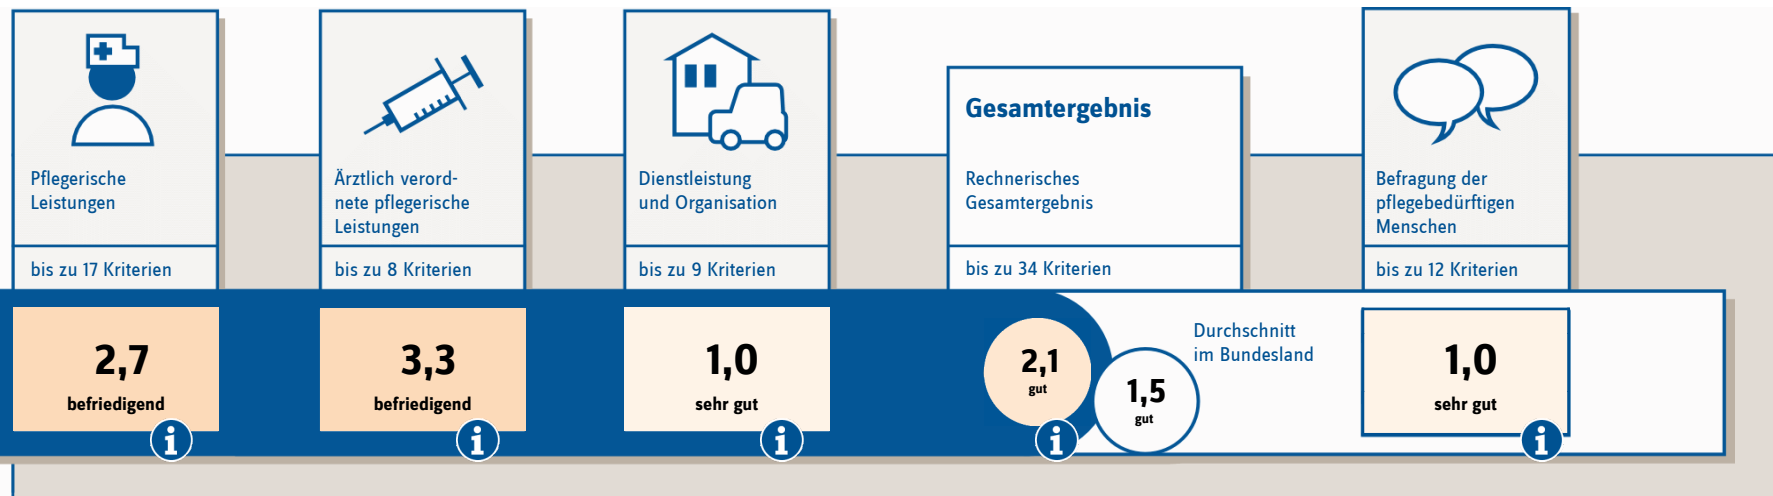 Pflegerische
Leistungen
bis zu 17 Kriterien
2,7
befriedigend
i
Ärztlich verord-
nete pflegerische
Leistungen
bis zu 8 Kriterien
3,3
befriedigend
i
Dienstleistung
und Organisation
bis zu 9 Kriterien
1,0
sehr gut
i
Gesamtergebnis
Rechnerisches
Gesamtergebnis
bis zu 34 Kriterien
2,1
gut
i
1,5
gut
Durchschnitt
im Bundesland
Befragung der
pflegebedürftigen
Menschen
bis zu 12 Kriterien
1,0
sehr gut
i